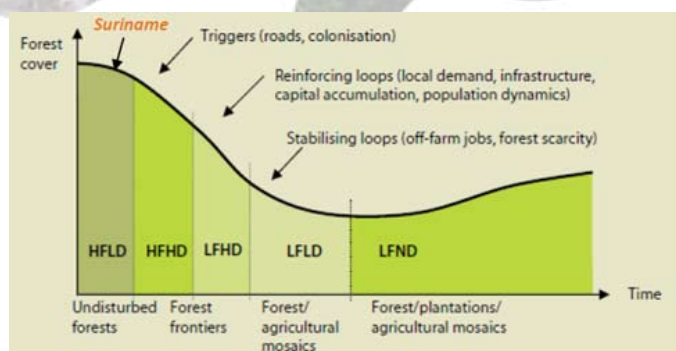 Suriname
Forest
cover
Triggers (roads, colonisation)
Reinforcing loops (local demand, infrastructure,
capital accumulation, population dynamics)
Stabilising loops (off-farm jobs, forest scarcity)
HFLD
HFHD
LFHD
LFLD
LFND
Time
Undisturbed
forests
Forest
frontiers
Forest/
agricultural
mosaics
Forest/plantations/
agricultural mosaics